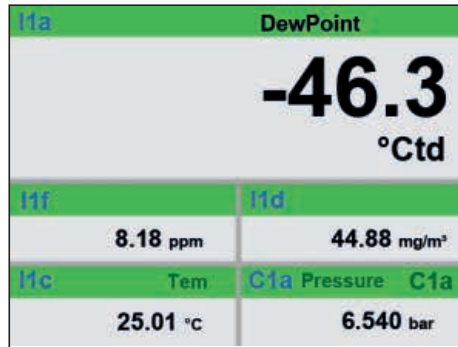 I1a DewPoint
-46.3
°Ctd
I1f I1d
8.18 ppm 44.88 mg/m³
I1c Tem C1a Pressure C1a
25.01 °C 6.540 bar